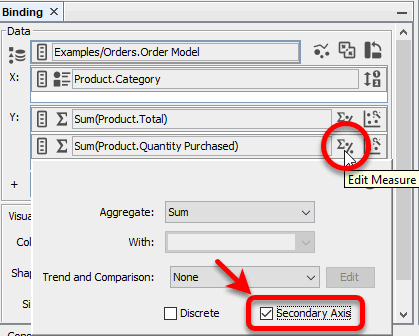 Binding ×
Data
Examples/Orders.Order Model
X: Product.Category
Y: Sum(Product.Total)
Sum(Product.Quantity Purchased)
Edit Measure
+
Visua
Aggregate: Sum
Colo
With:
Shap
Trend and Comparison: None Edit
Si
Discrete Secondary Axis